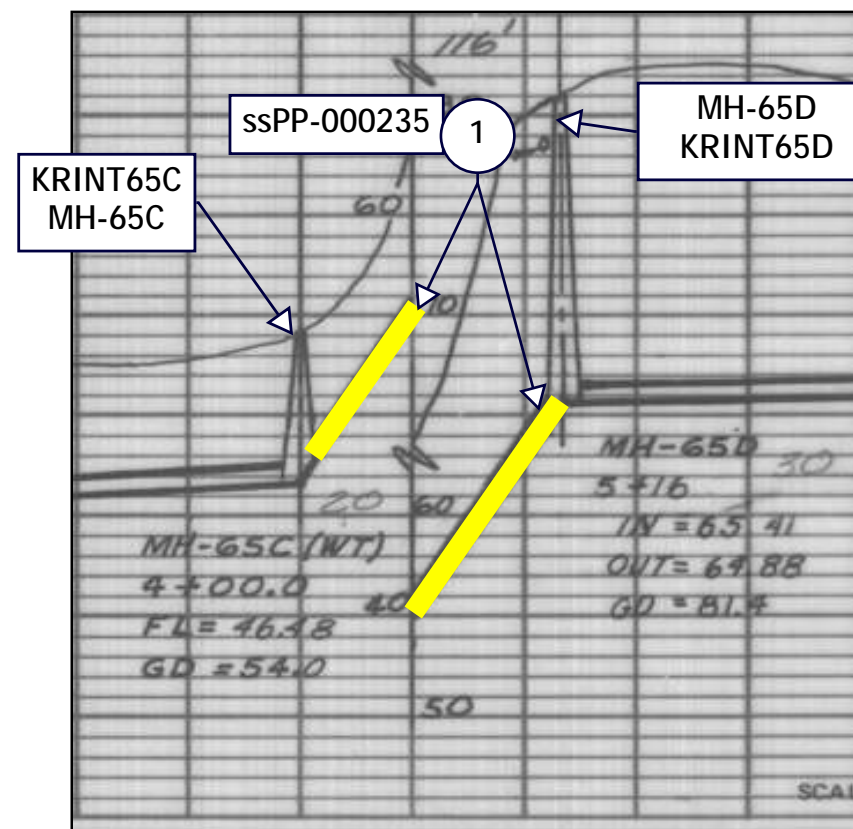 116'
ssPP-000235
1
MH-65D
KRINT65D
KRINT65C
MH-65C
60
70
MH-65D
30
5+16
IN = 65.41
OUT = 64.88
GD = 81.4
20
60
MH-65C (WT)
4+00.0
40
FL = 46.48
GD = 54.0
50
SCAL